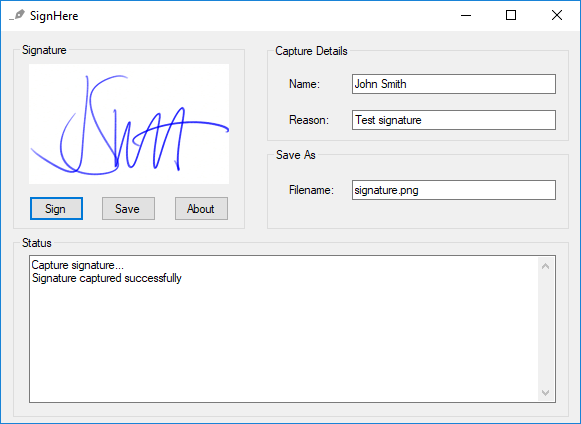 SignHere
Signature
Sign
Save
About
Capture Details
Name:
John Smith
Reason:
Test signature
Save As
Filename:
signature.png
Status
Capture signature...
Signature captured successfully